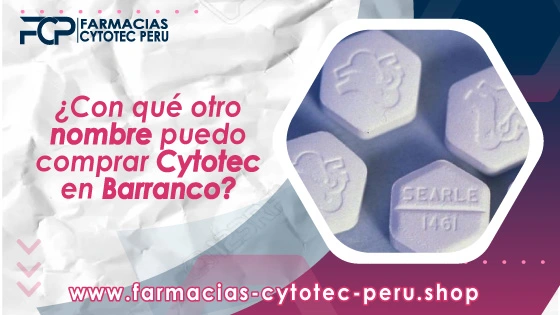 FCP FARMACIAS
CYTOTEC PERU
¿Con qué otro
nombre puedo
comprar Cytotec
en Barranco?
SEARLE
1461
www.farmacias-cytotec-peru.shop